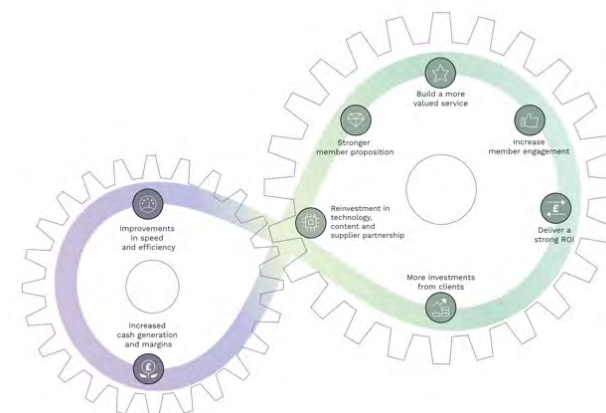 Build a more
valued service
Stronger
member proposition
Increase
member engagement
Reinvestment in
technology,
content and
supplier partnership
£
Deliver a
strong ROI
More investments
from clients
Improvements
in speed
and efficiency
Increased
cash generation
and margins
£